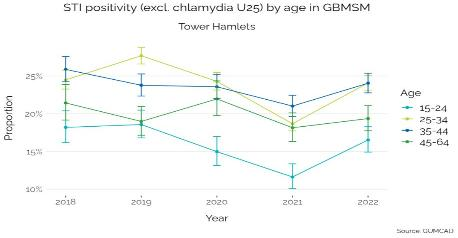 STI positivity (excl. chlamydia U25) by age in GBMSM
Tower Hamlets
Proportion
25%
20%
15%
10%
2018 2019 2020 2021 2022
Year
Age
15-24
25-34
35-44
45-64
Source: GUMCAD